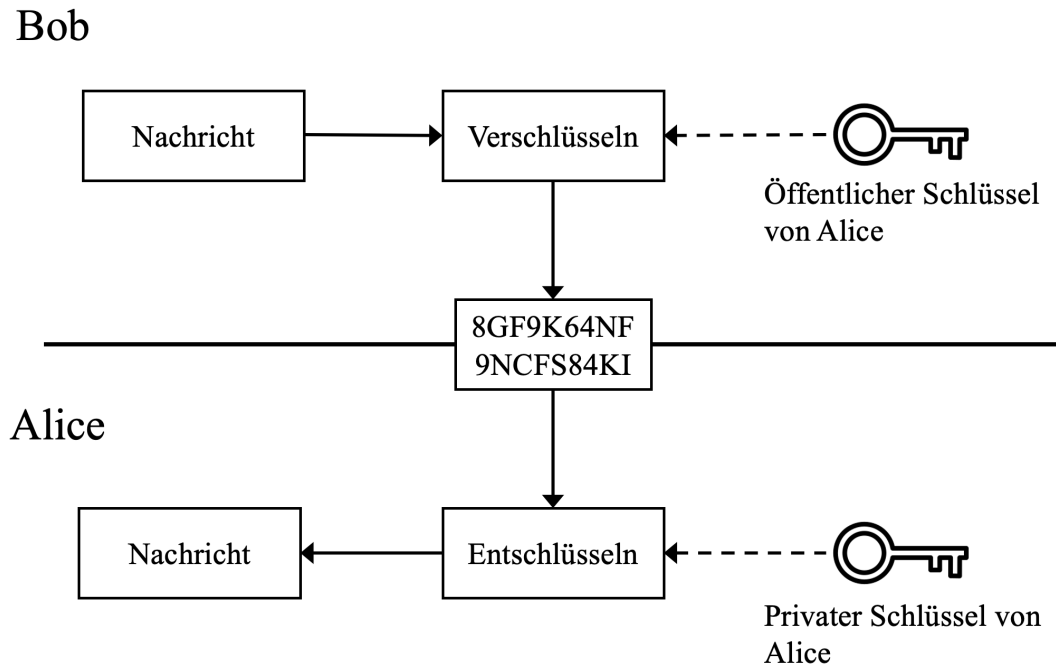 Bob
Nachricht
Verschlüsseln
Öffentlicher Schlüssel
von Alice
8GF9K64NF
9NCFS84KI
Alice
Nachricht
Entschlüsseln
Privater Schlüssel von
Alice